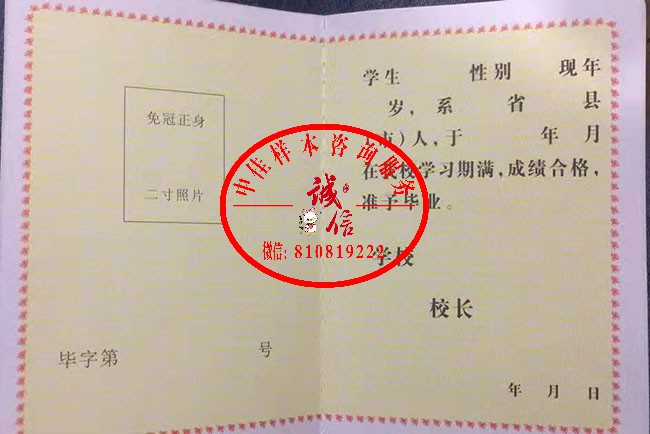 免冠正身
二寸照片
毕字第 号
学生 性别 现年
岁，系 省 县
（市）人，于 年 月
在 校学习期满，成绩合格，
准予毕业。
学校
校长
年 月 日
中佳样本咨询服务
诚信
微信：810819222